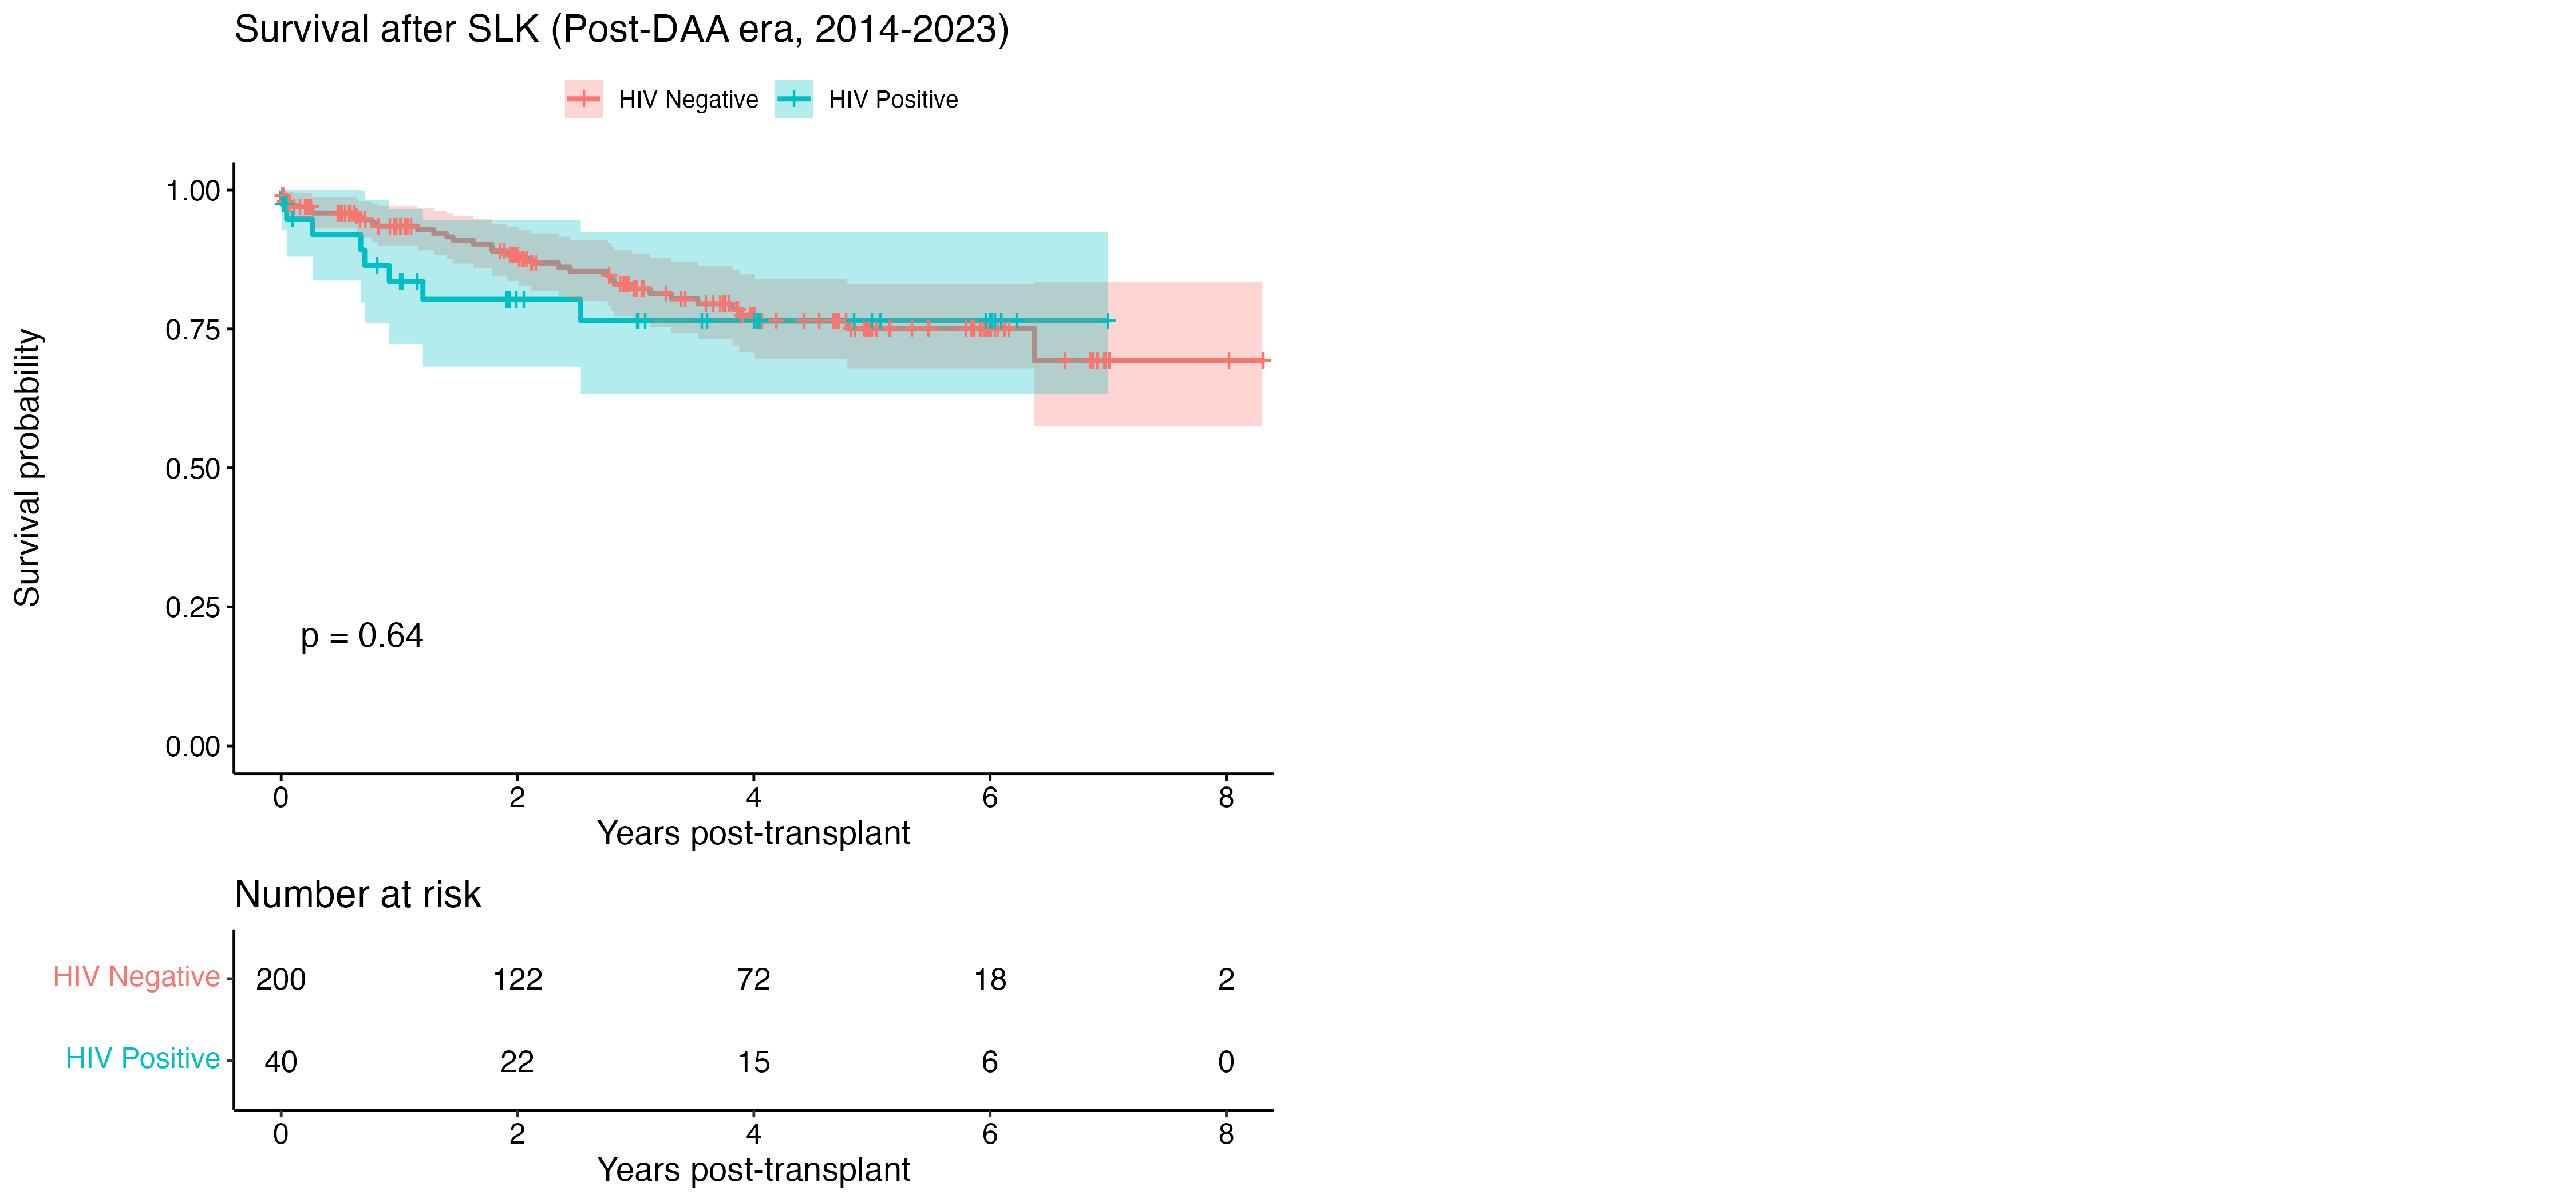 Survival after SLK (Post-DAA era, 2014-2023)
HIV Negative HIV Positive
1.00
0.75
0.50
0.25
0.00
Survival probability
p = 0.64
0 2 4 6 8
Years post-transplant
Number at risk
HIV Negative 200 122 72 18 2
HIV Positive 40 22 15 6 0
0 2 4 6 8
Years post-transplant